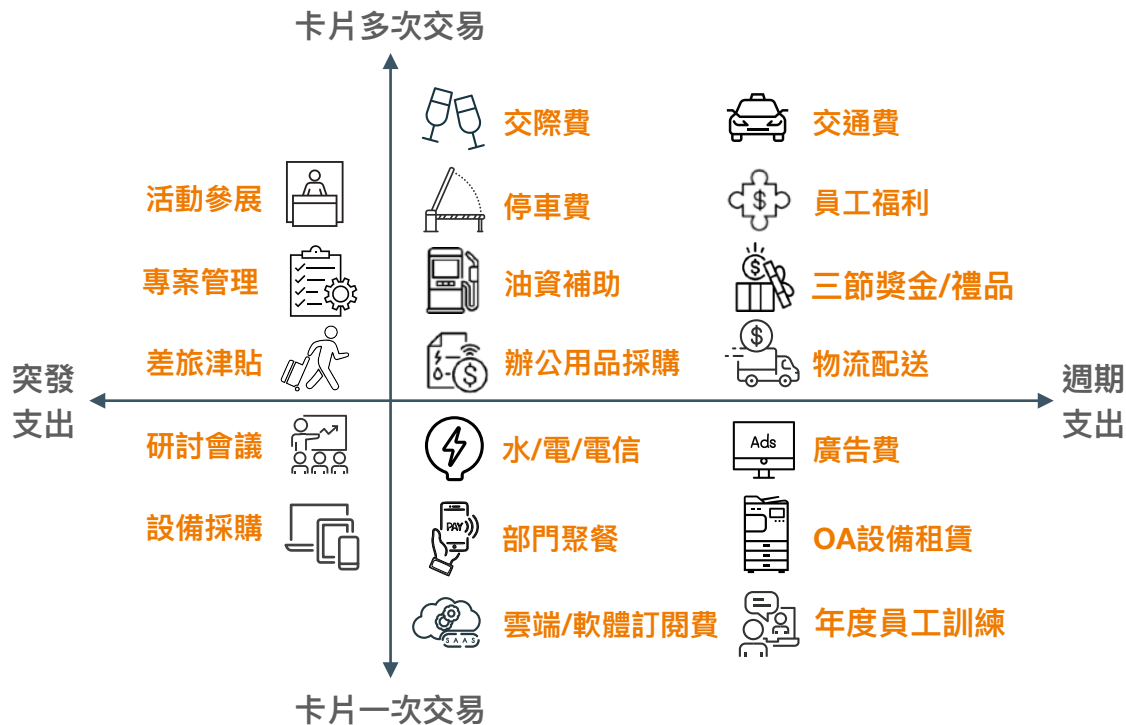 卡片多次交易
交際費
交通費
活動參展
停車費
員工福利
專案管理
油資補助
三節獎金/禮品
差旅津貼
辦公用品採購
物流配送
突發
支出
週期
支出
研討會議
水/電/電信
Ads
廣告費
設備採購
PAY
部門聚餐
OA設備租賃
SAAS
雲端/軟體訂閱費
年度員工訓練
卡片一次交易